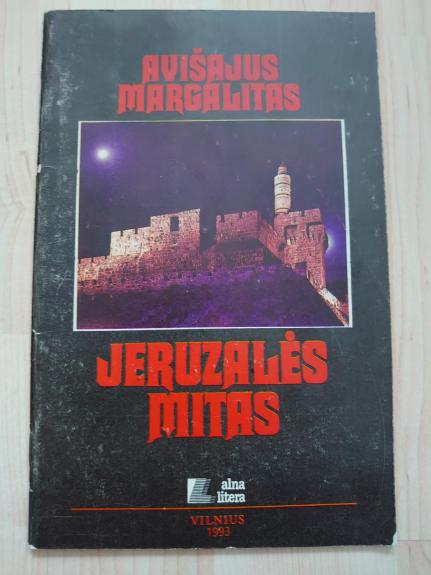 AVIŠAJUS
MARGALITAS
JERUZALĖS
MITAS
alna
litera
VILNIUS
1993